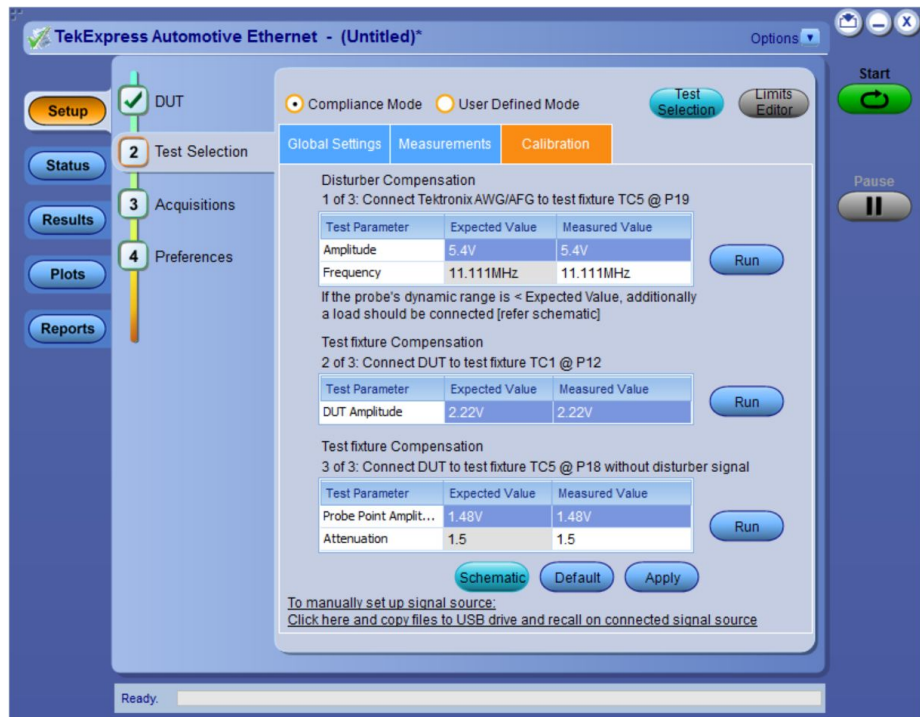 TekExpress Automotive Ethernet - (Untitled)*
Options
Start
Pause
Setup
Status
Results
Plots
Reports
DUT
2 Test Selection
3 Acquisitions
4 Preferences
Compliance Mode User Defined Mode
Test Selection
Limits Editor
Global Settings Measurements Calibration
Disturber Compensation
1 of 3: Connect Tektronix AWG/AFG to test fixture TC5 @ P19
Test Parameter Expected Value Measured Value
Amplitude 5.4V 5.4V
Frequency 11.111MHz 11.111MHz
Run
If the probe's dynamic range is < Expected Value, additionally
a load should be connected [refer schematic]
Test fixture Compensation
2 of 3: Connect DUT to test fixture TC1 @ P12
Test Parameter Expected Value Measured Value
DUT Amplitude 2.22V 2.22V
Run
Test fixture Compensation
3 of 3: Connect DUT to test fixture TC5 @ P18 without disturber signal
Test Parameter Expected Value Measured Value
Probe Point Amplit... 1.48V 1.48V
Attenuation 1.5 1.5
Run
Schematic Default Apply
To manually set up signal source:
Click here and copy files to USB drive and recall on connected signal source
Ready.